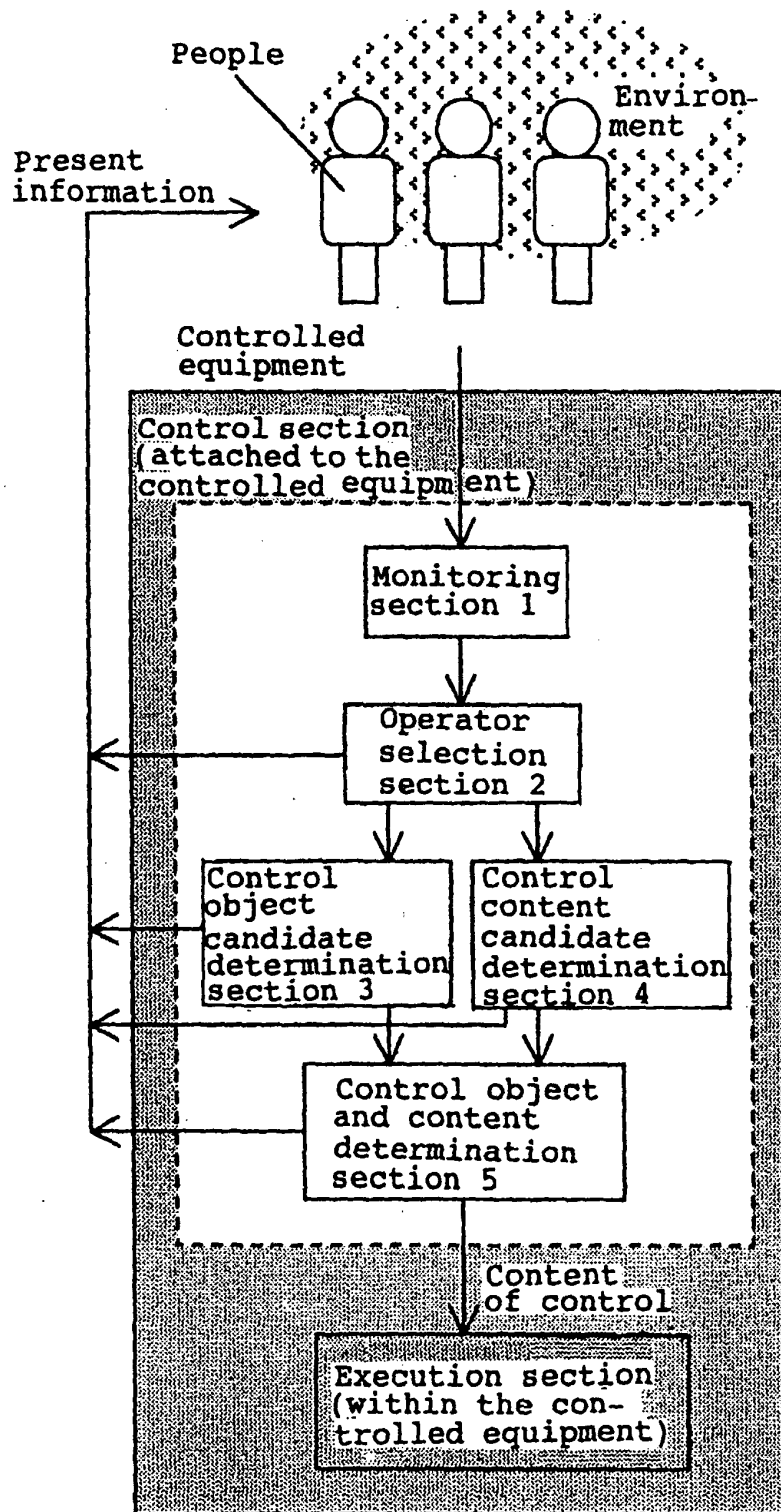 People
Environ-
ment
Present
information
Controlled
equipment
Control section
(attached to the
controlled equipment)
Monitoring
section 1
Operator
selection
section 2
Control
object
candidate
determination
section 3
Control
content
candidate
determination
section 4
Control object
and content
determination
section 5
Content
of control
Execution section
(within the con-
trolled equipment)